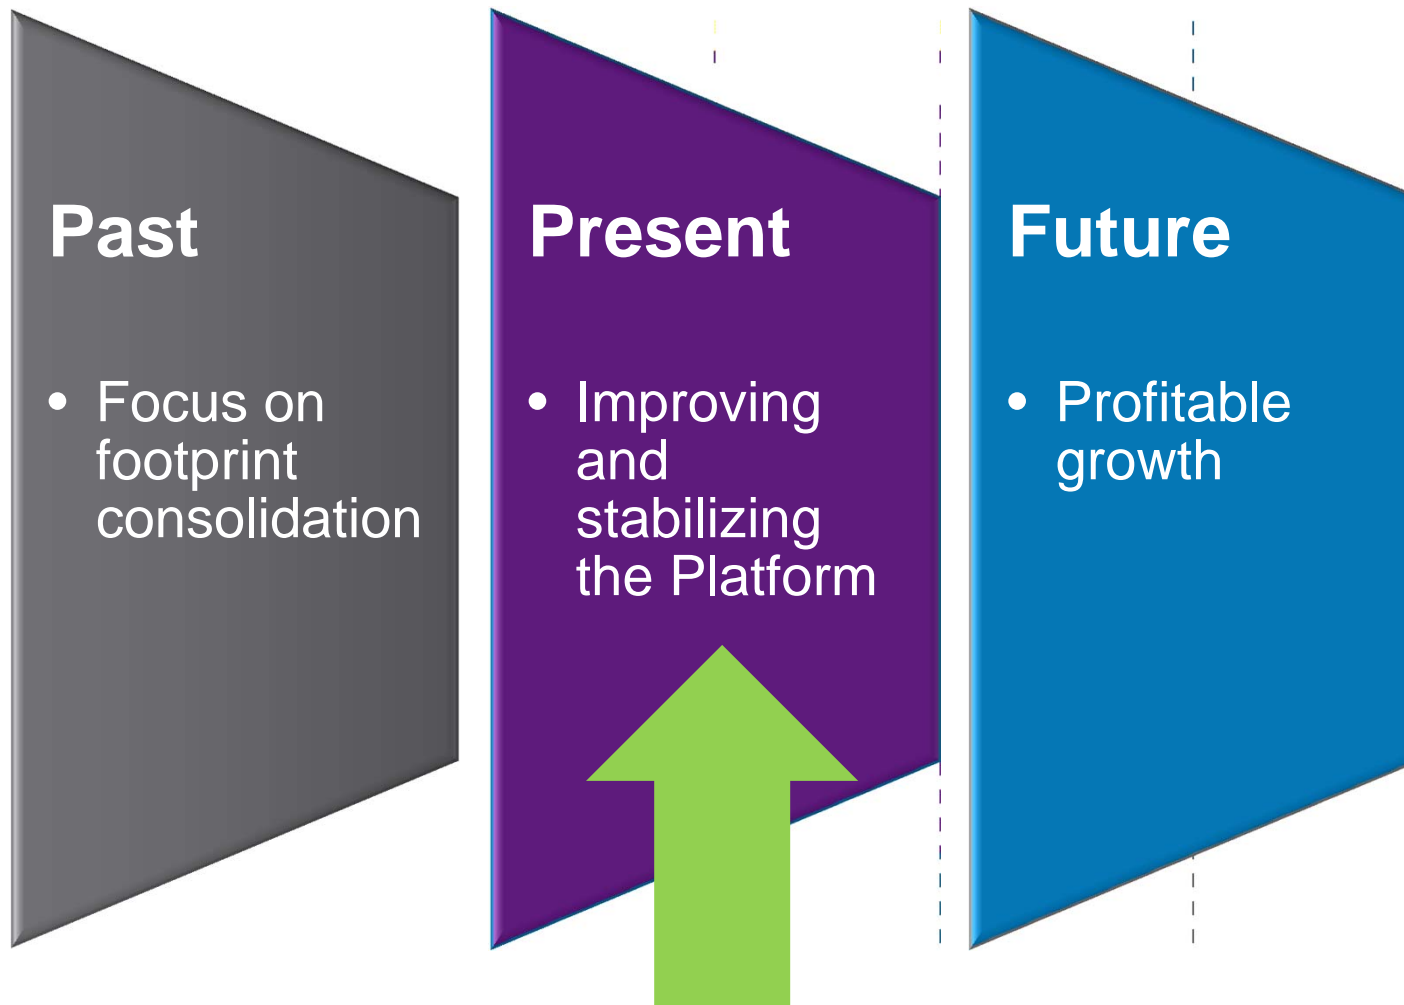 Past
• Focus on
footprint
consolidation
Present
• Improving
and
stabilizing
the Platform
Future
• Profitable
growth